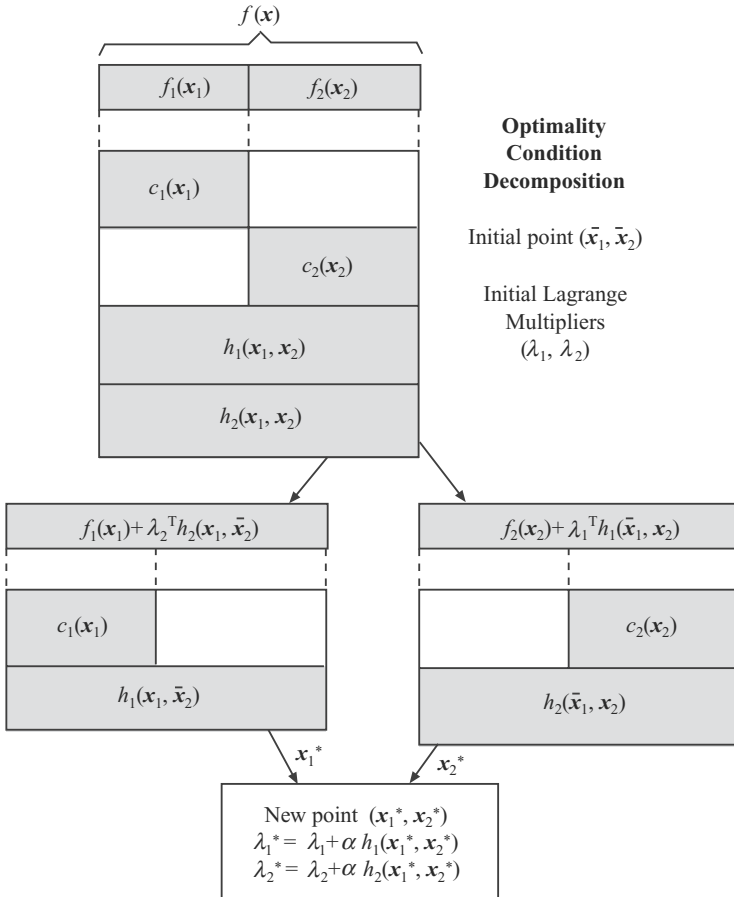 f(x)
f₁(x₁) f₂(x₂)
Optimality
Condition
Decomposition
c₁(x₁)
Initial point (x̄₁, x̄₂)
c₂(x₂)
Initial Lagrange
Multipliers
(λ₁, λ₂)
h₁(x₁, x₂)
h₂(x₁, x₂)
f₁(x₁)+ λ₂ᵀh₂(x₁, x̄₂)
f₂(x₂)+ λ₁ᵀh₁(x̄₁, x₂)
c₁(x₁)
c₂(x₂)
h₁(x₁, x̄₂)
h₂(x̄₁, x₂)
x₁*
x₂*
New point (x₁*, x₂*)
λ₁* = λ₁+ α h₁(x₁*, x₂*)
λ₂* = λ₂+ α h₂(x₁*, x₂*)